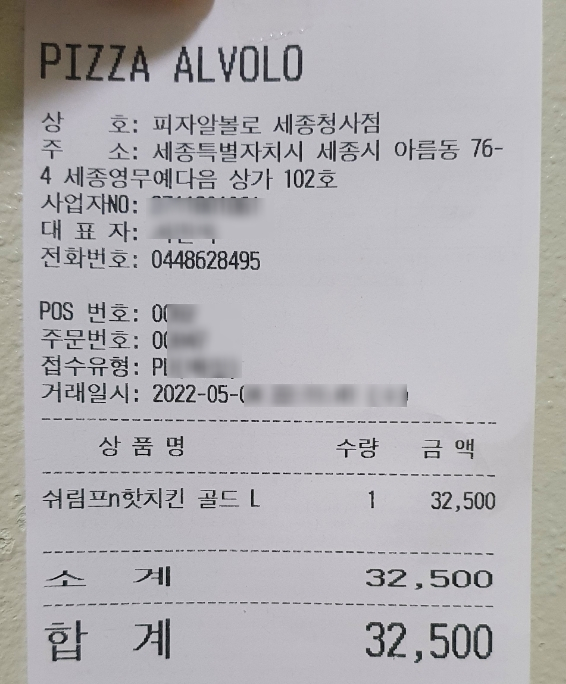 PIZZA ALVOLO
상 호: 피자알볼로 세종청사점
주 소: 세종특별자치시 세종시 아름동 76-
4 세종영무예다음 상가 102호
사업자NO:
대 표 자:
전화번호: 0448628495
POS 번호:
주문번호:
접수유형:
거래일시: 2022-05-
상 품 명 수량 금 액
쉬림프n핫치킨 골드 L 1 32,500
소 계 32,500
합 계 32,500